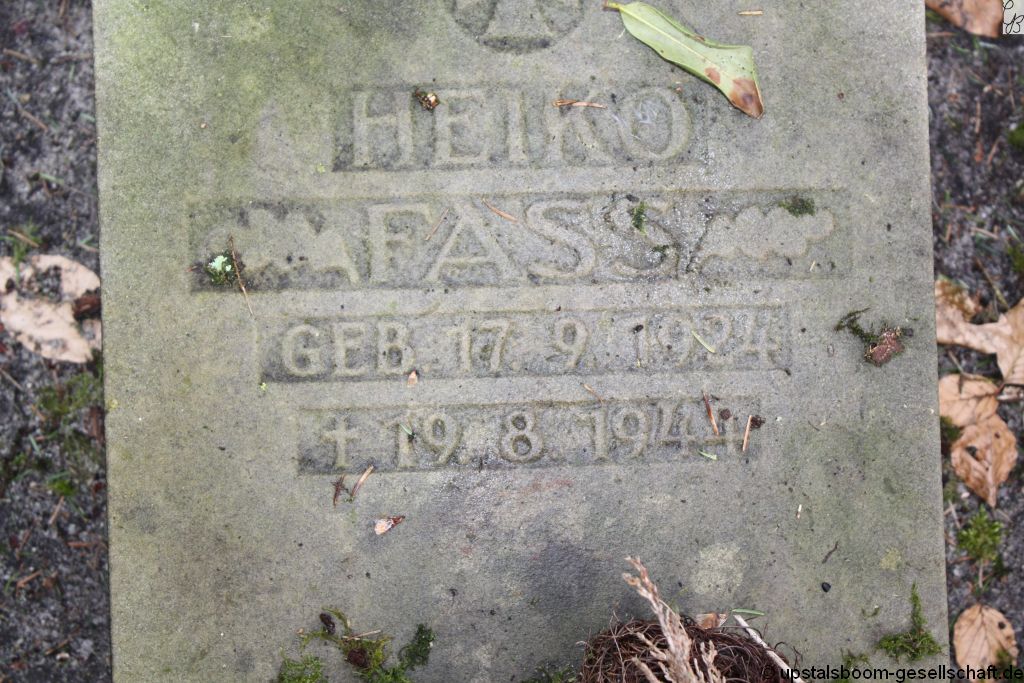 HEIKO
FASS
GEB. 17. 9. 1924
† 19. 8. 1944
upstalsboom-gesellschaft.de